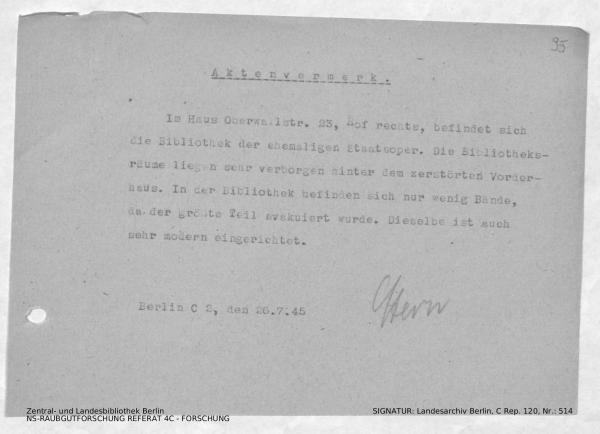 95
Aktenvermerk.
Im Haus Oberwallstr. 23, Hof rechts, befindet sich
die Bibliothek der ehemaligen Staatsoper. Die Bibliotheks-
räume liegen sehr verborgen hinter dem zerstörten Vorder-
haus. In der Bibliothek befinden sich nur wenig Bände,
da der größte Teil evakuiert wurde. Dieselbe ist auch
sehr modern eingerichtet.
Berlin C 2, den 26.7.45
Stern
Zentral- und Landesbibliothek Berlin
NS-RAUBGUTFORSCHUNG REFERAT 4C - FORSCHUNG
SIGNATUR: Landesarchiv Berlin, C Rep. 120, Nr.: 514